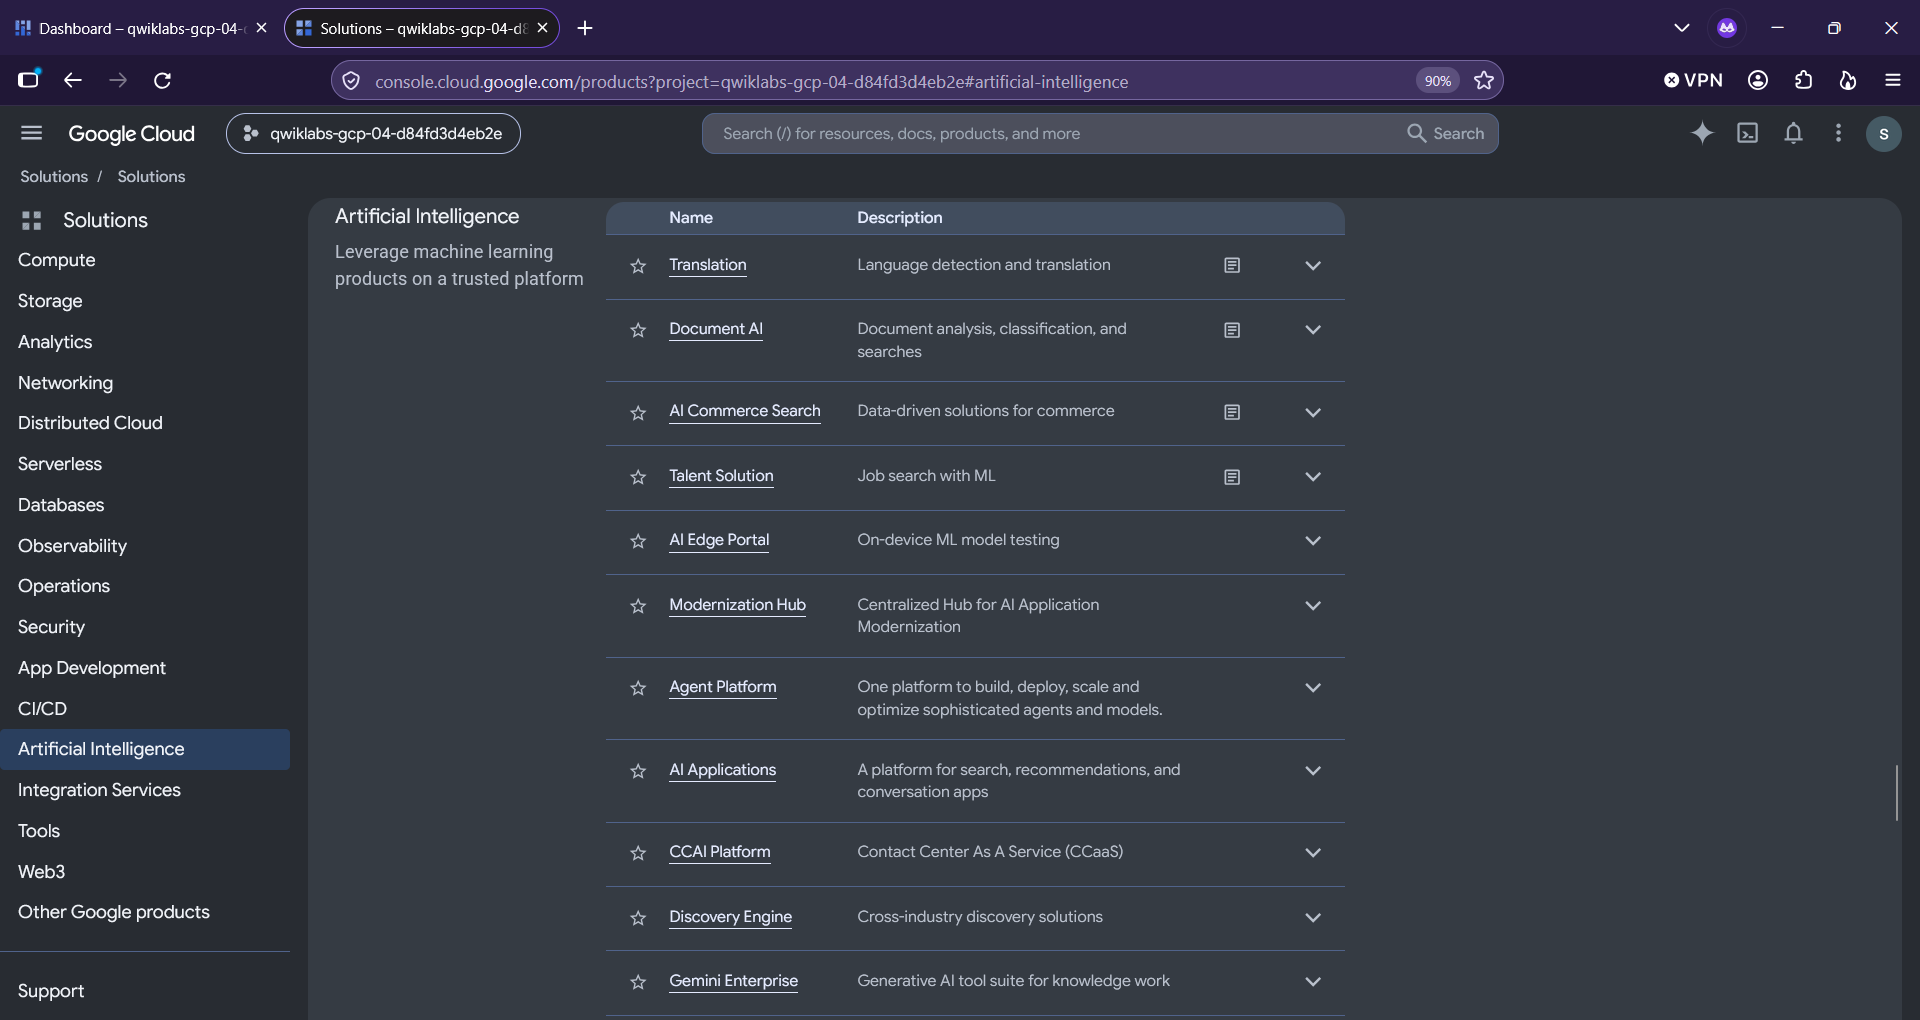 Dashboard – qwiklabs-gcp-04-
Solutions – qwiklabs-gcp-04-d8
console.cloud.google.com/products?project=qwiklabs-gcp-04-d84fd3d4eb2e#artificial-intelligence
90%
VPN
Google Cloud
qwiklabs-gcp-04-d84fd3d4eb2e
Search (/) for resources, docs, products, and more
Search
S
Solutions / Solutions
Solutions
Compute
Storage
Analytics
Networking
Distributed Cloud
Serverless
Databases
Observability
Operations
Security
App Development
CI/CD
Artificial Intelligence
Integration Services
Tools
Web3
Other Google products
Support
Artificial Intelligence
Leverage machine learning
products on a trusted platform
Name Description
Translation Language detection and translation
Document AI Document analysis, classification, and
searches
AI Commerce Search Data-driven solutions for commerce
Talent Solution Job search with ML
AI Edge Portal On-device ML model testing
Modernization Hub Centralized Hub for AI Application
Modernization
Agent Platform One platform to build, deploy, scale and
optimize sophisticated agents and models.
AI Applications A platform for search, recommendations, and
conversation apps
CCAI Platform Contact Center As A Service (CCaaS)
Discovery Engine Cross-industry discovery solutions
Gemini Enterprise Generative AI tool suite for knowledge work